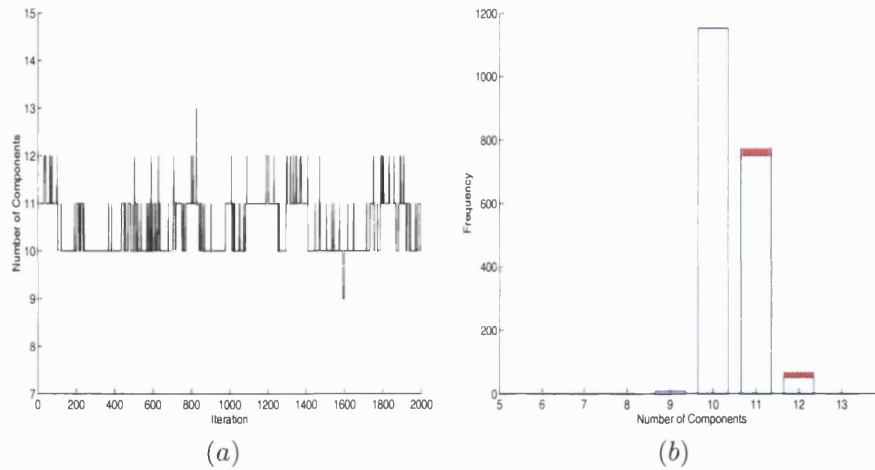 15
14
13
12
11
10
9
8
7
Number of Components
0 200 400 600 800 1000 1200 1400 1600 1800 2000
Iteration
(a)
1200
1000
800
600
400
200
0
Frequency
5 6 7 8 9 10 11 12 13
Number of Components
(b)